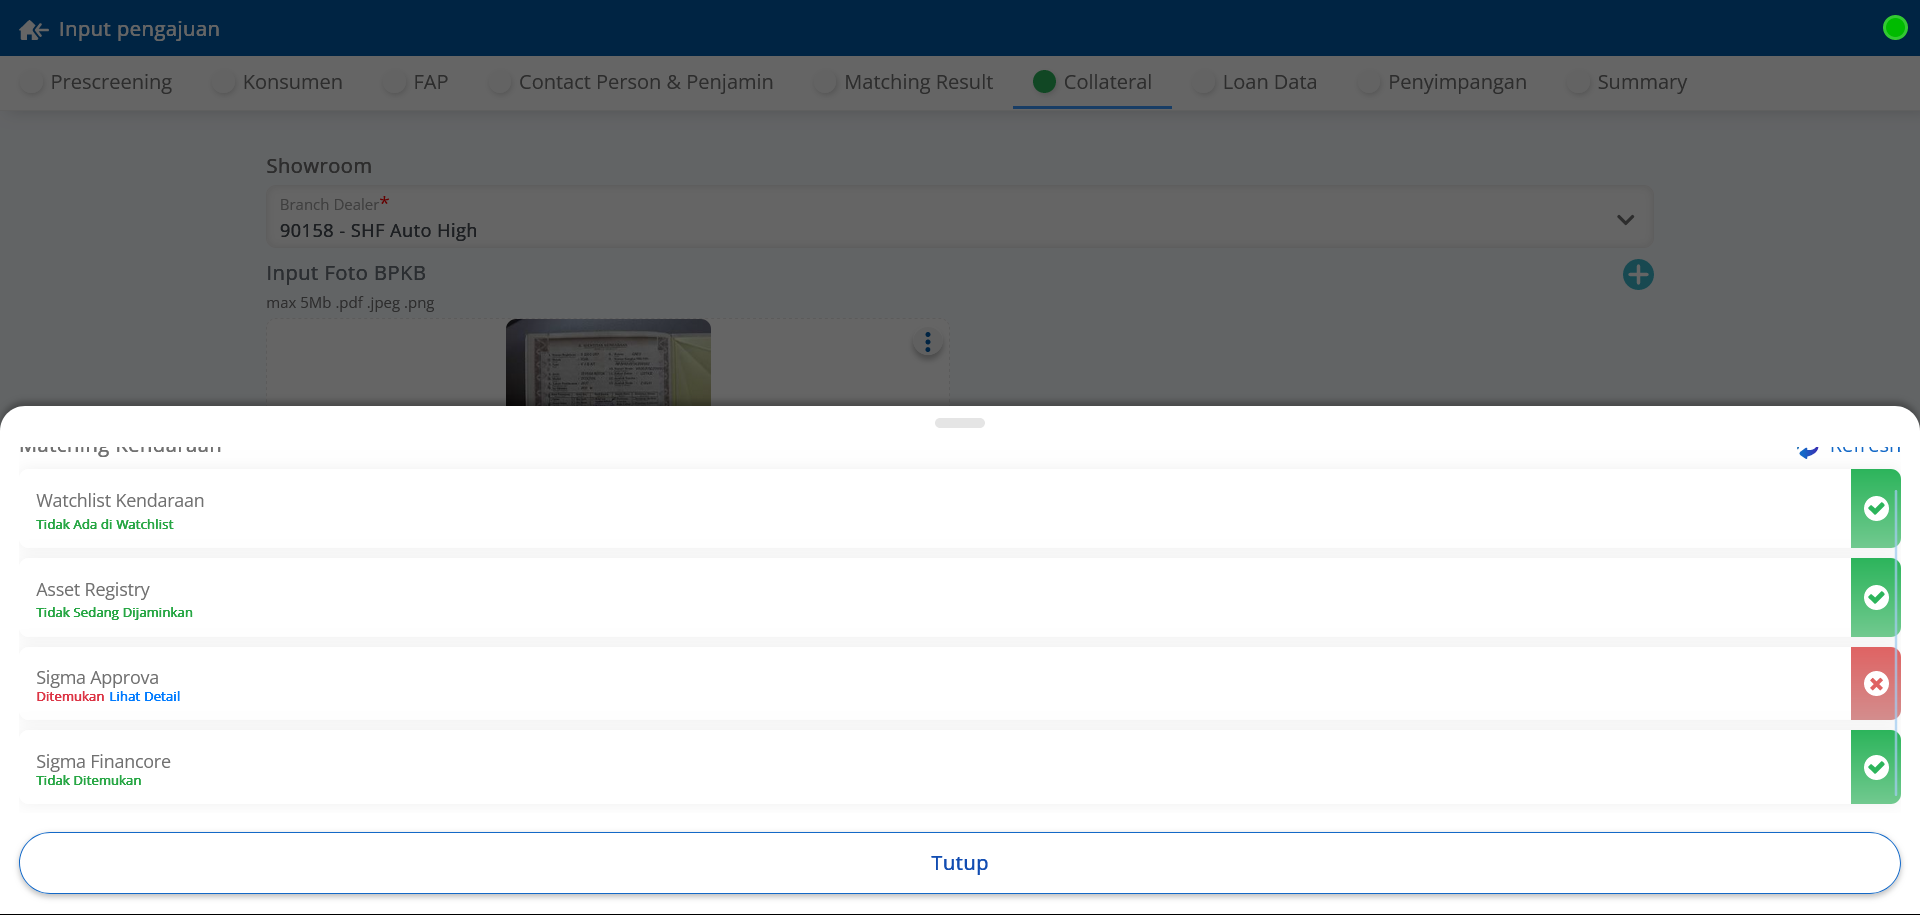 Input pengajuan
Prescreening
Konsumen
FAP
Contact Person & Penjamin
Matching Result
Collateral
Loan Data
Penyimpangan
Summary
Showroom
Branch Dealer*
90158 - SHF Auto High
Input Foto BPKB
max 5Mb .pdf .jpeg .png
Matching Kendaraan
Refresh
Watchlist Kendaraan
Tidak Ada di Watchlist
Asset Registry
Tidak Sedang Dijaminkan
Sigma Approva
Ditemukan Lihat Detail
Sigma Financore
Tidak Ditemukan
Tutup